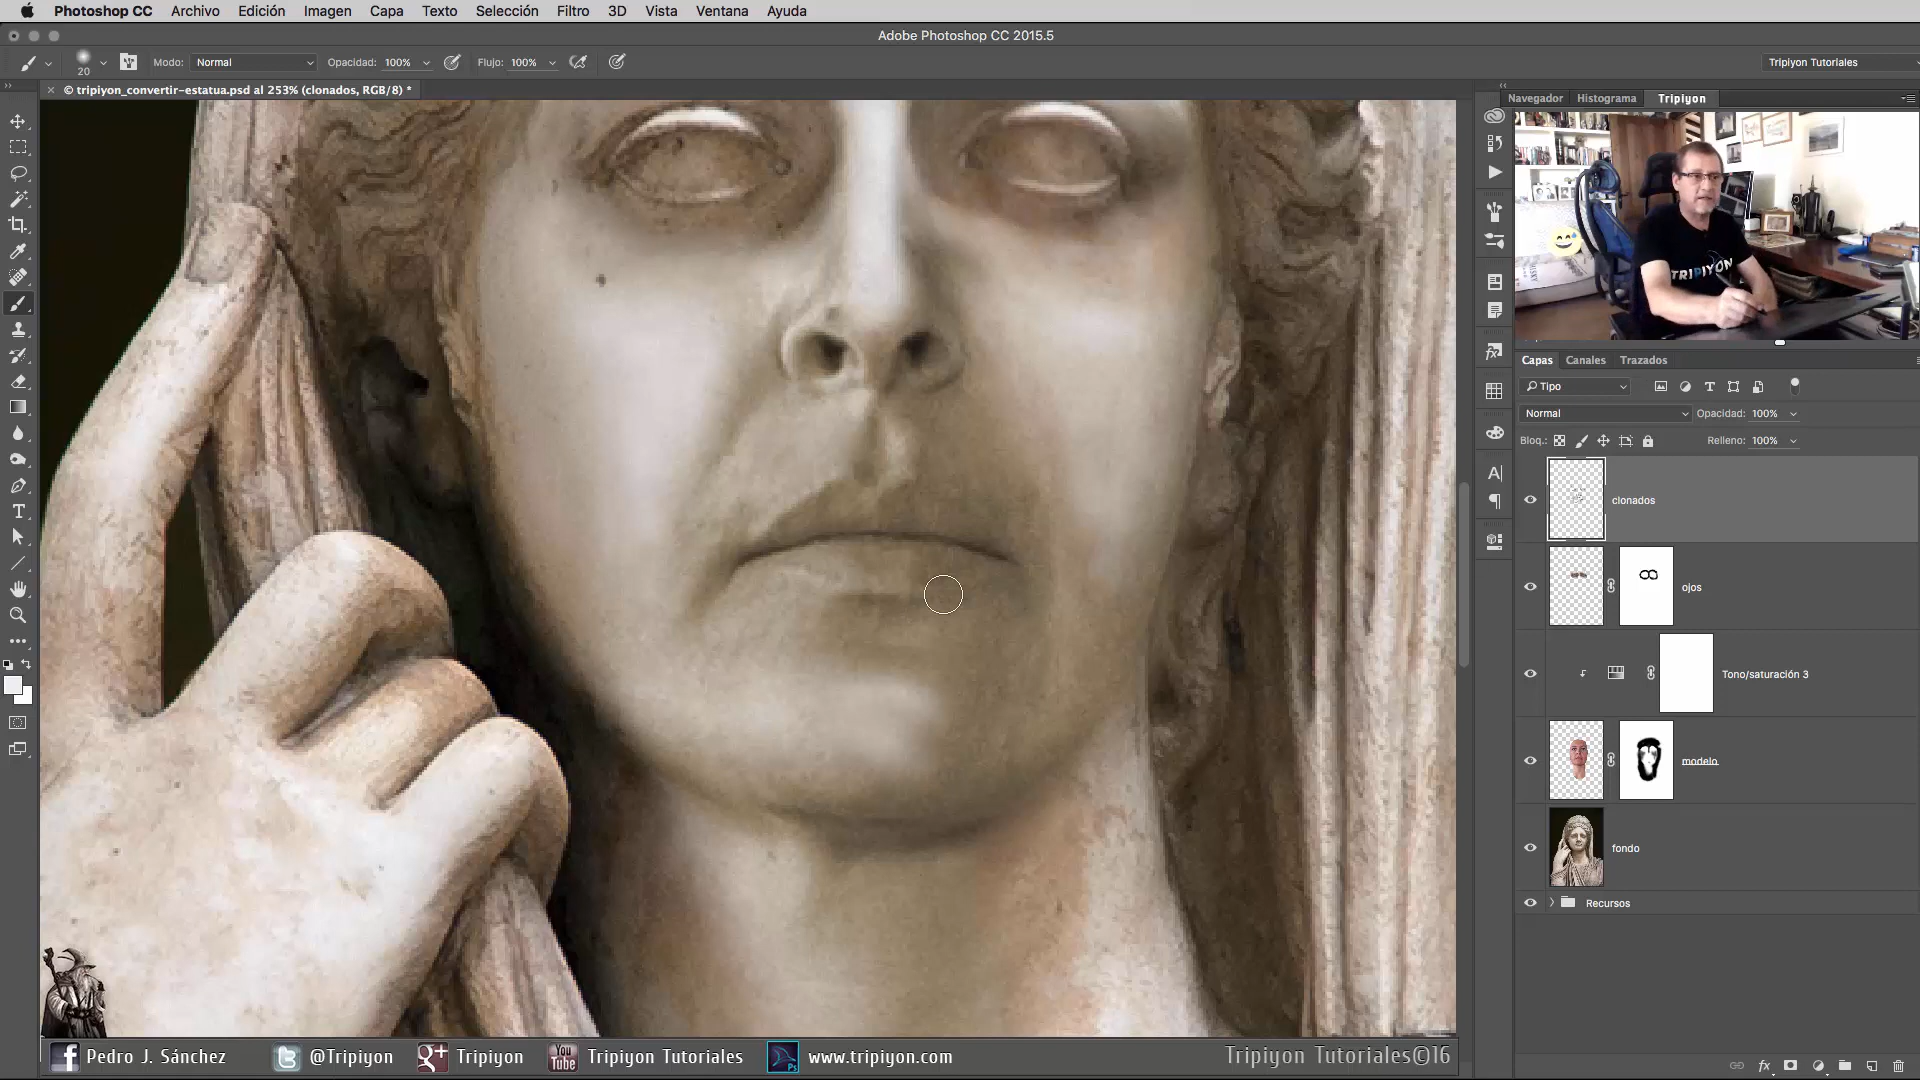 Photoshop CC Archivo Edición Imagen Capa Texto Selección Filtro 3D Vista Ventana Ayuda
Adobe Photoshop CC 2015.5
20 Modo: Normal Opacidad: 100% Flujo: 100% Tripiyon Tutoriales
× © tripiyon_convertir-estatua.psd al 253% (clonados, RGB/8) *
Navegador Histograma Tripiyon
TRIPIYON
Capas Canales Trazados
Tipo
Normal Opacidad: 100%
Bloq.: Relleno: 100%
clonados
ojos
Tono/saturación 3
modelo
fondo
Recursos
Pedro J. Sánchez @Tripiyon Tripiyon Tripiyon Tutoriales www.tripiyon.com Tripiyon Tutoriales©16